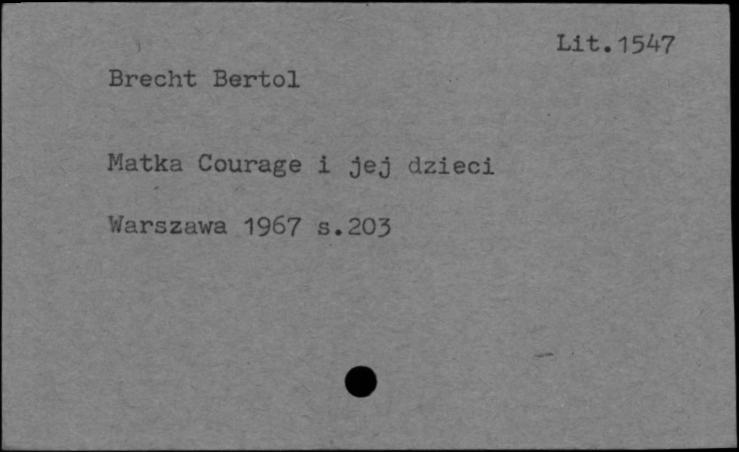 Lit.1547
Brecht Bertol
Matka Courage i jej dzieci
Warszawa 1967 s.203